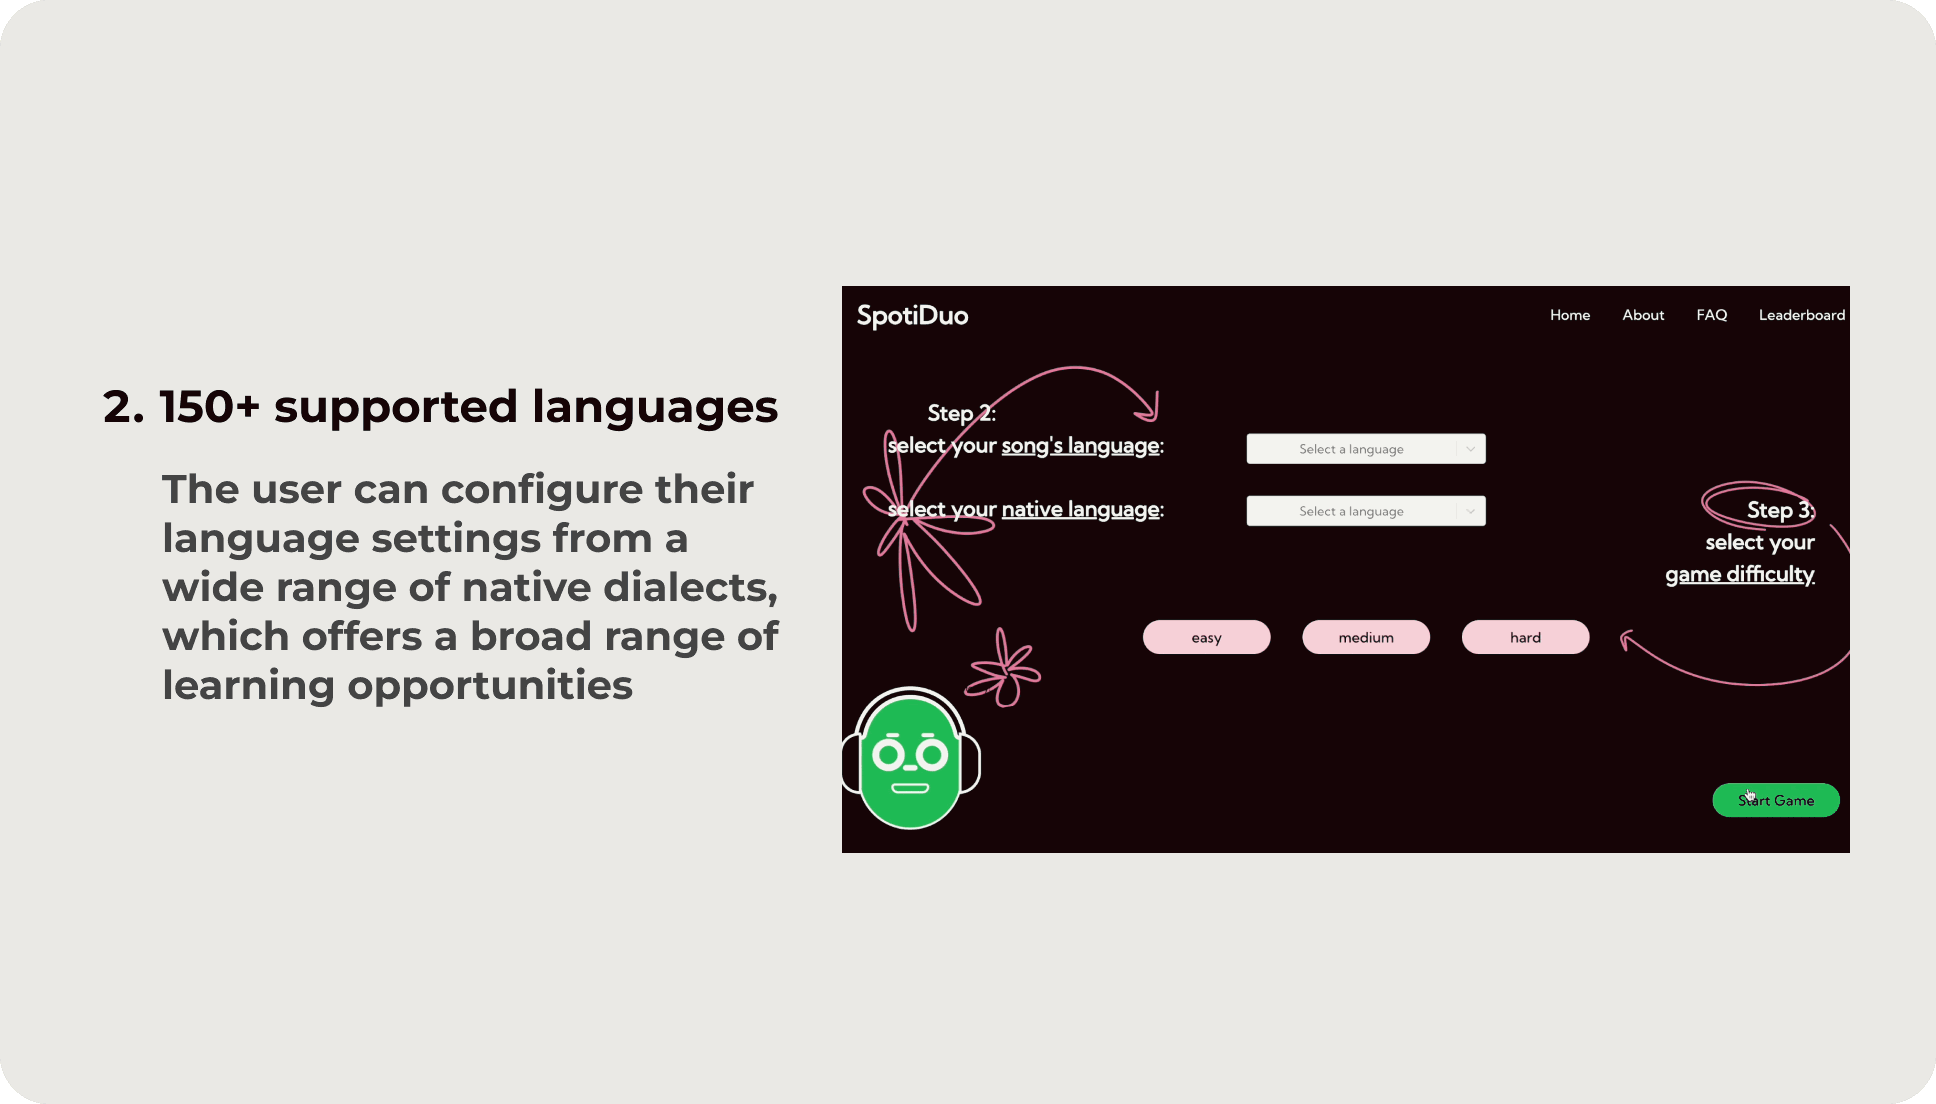 2. 150+ supported languages
The user can configure their
language settings from a
wide range of native dialects,
which offers a broad range of
learning opportunities
SpotiDuo
Home About FAQ Leaderboard
Step 2:
select your song's language:
Select a language
select your native language:
Select a language
Step 3:
select your
game difficulty
easy medium hard
Start Game